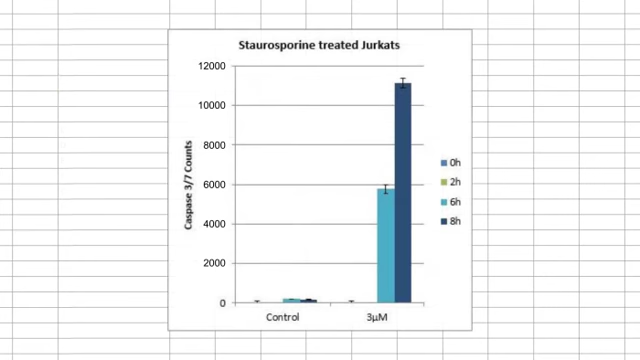 Staurosporine treated Jurkats
12000
10000
8000
6000
4000
2000
0
Caspase 3/7 Counts
Control
3µM
0h
2h
6h
8h